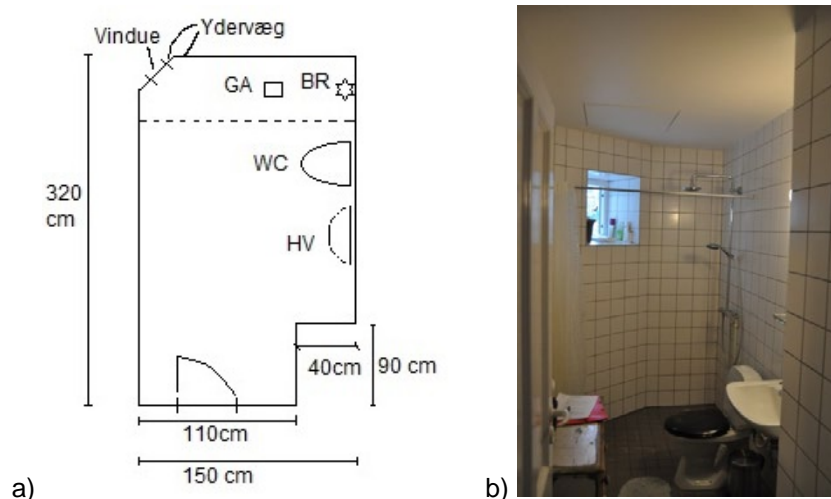 Vindue
Ydervæg
GA
BR
WC
320
cm
HV
40cm
90 cm
110cm
150 cm
a)
b)